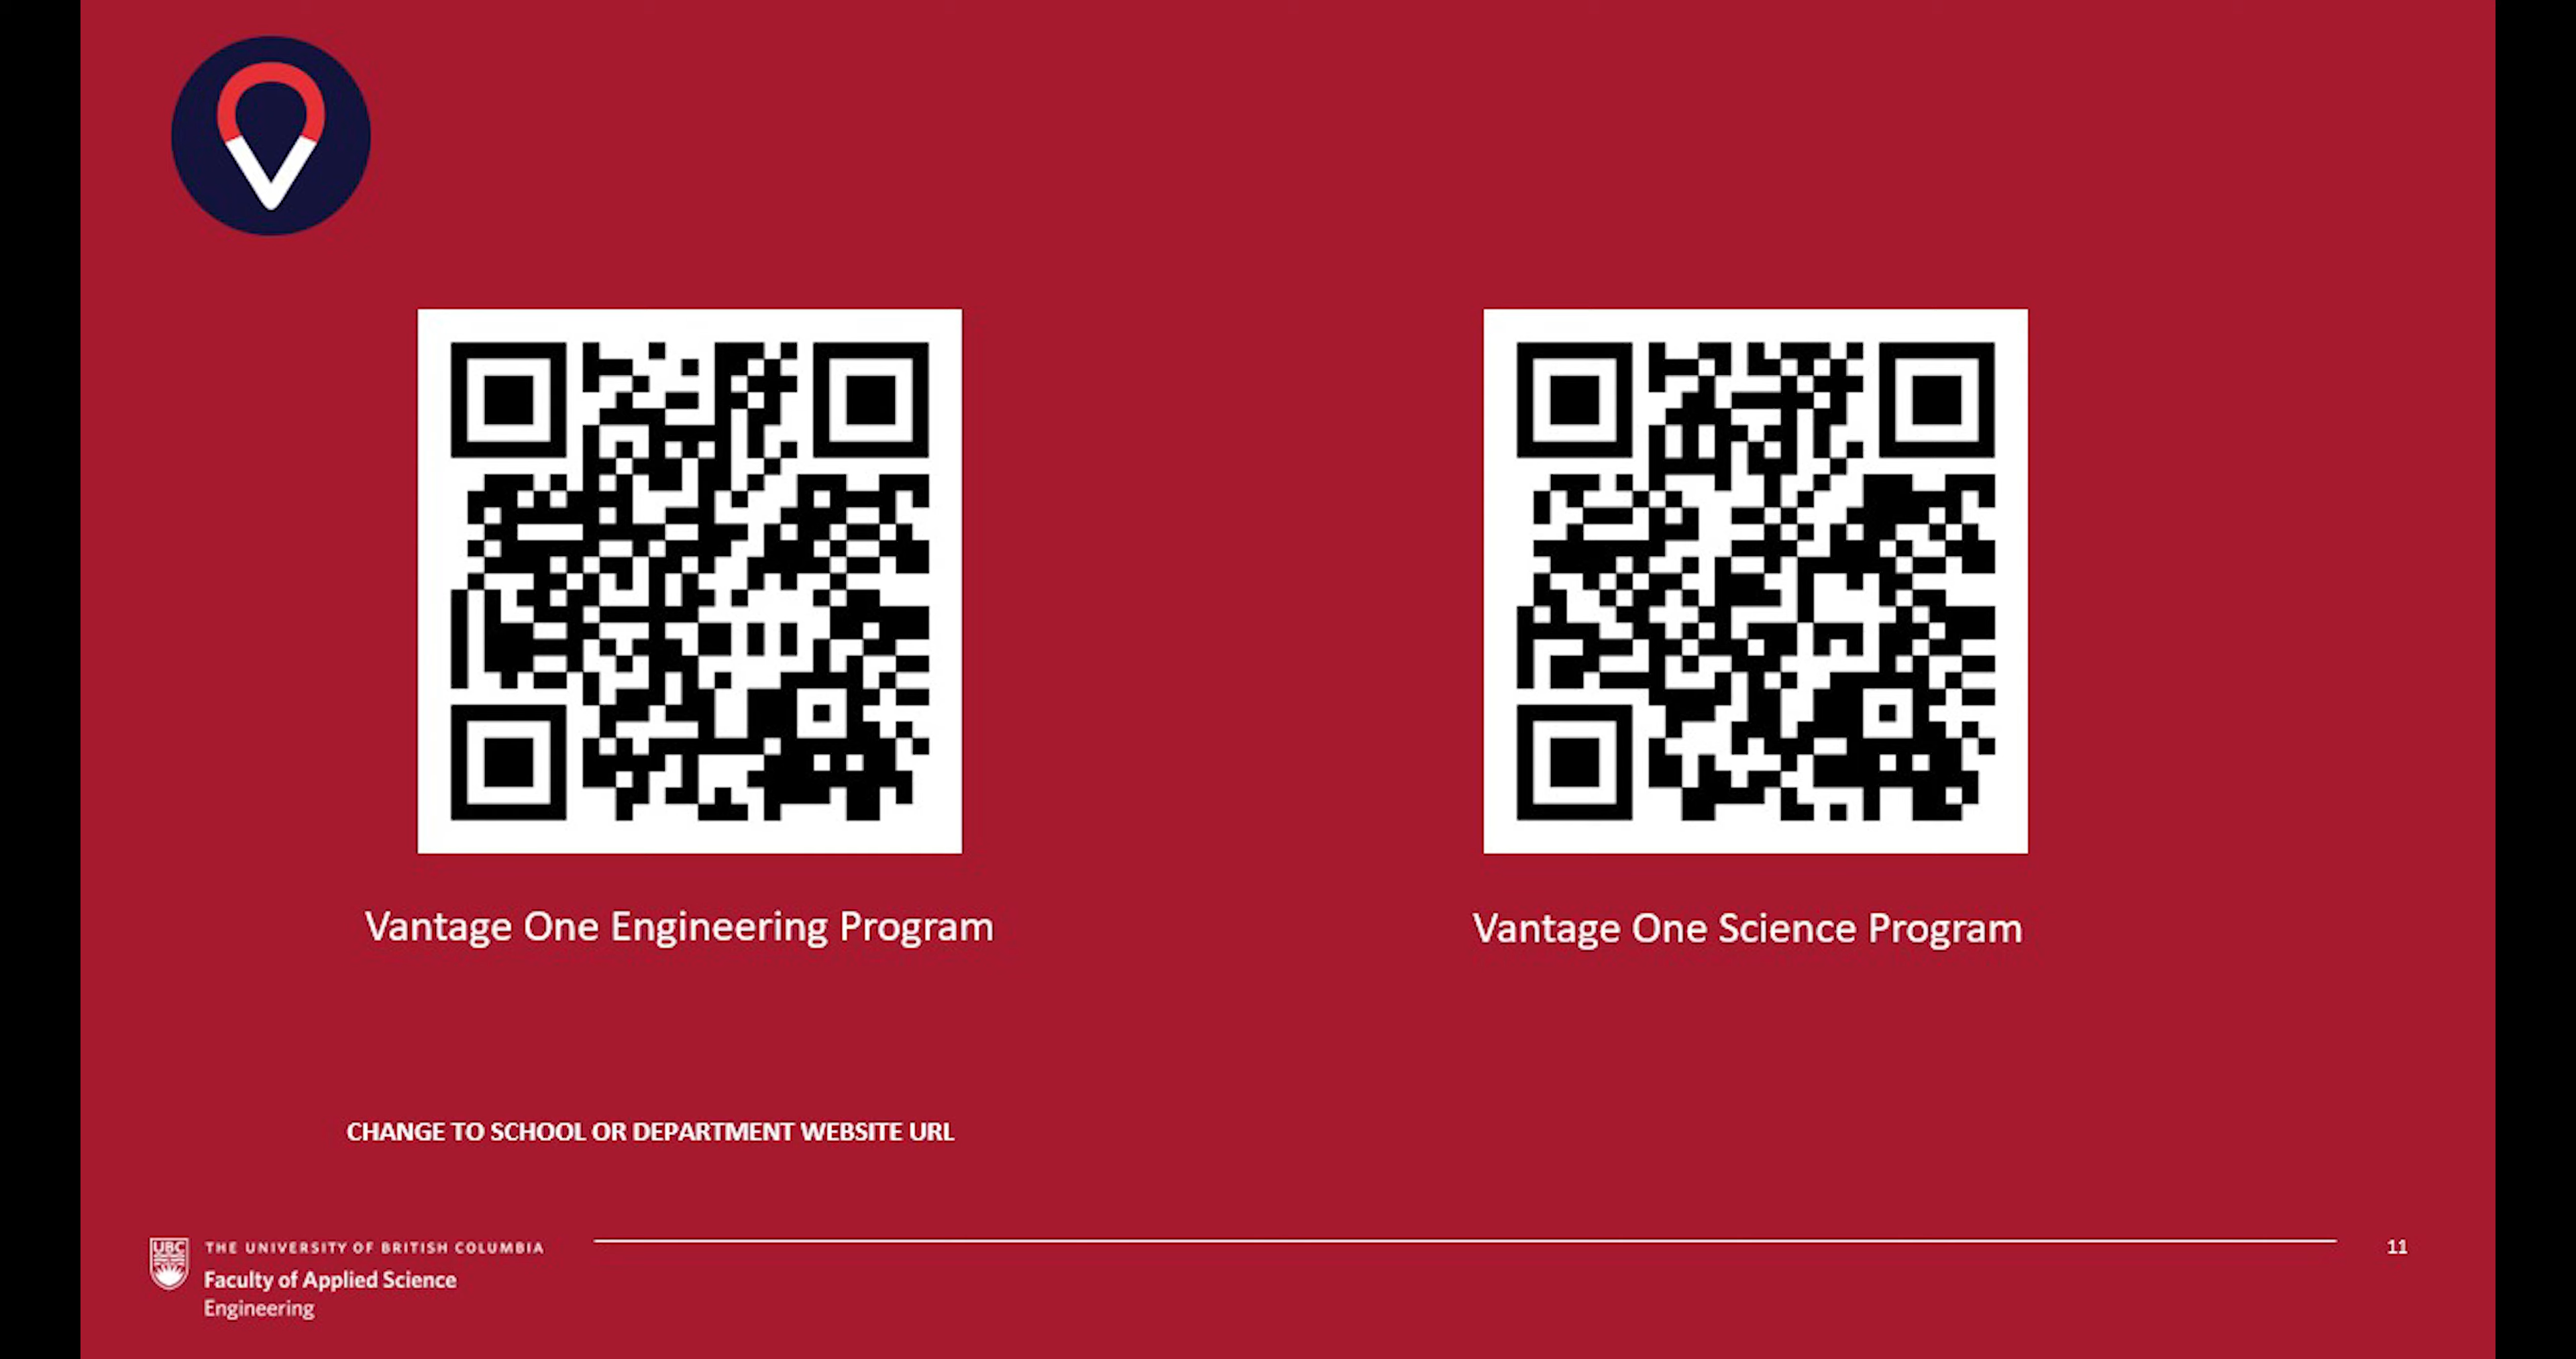 Vantage One Engineering Program
Vantage One Science Program
CHANGE TO SCHOOL OR DEPARTMENT WEBSITE URL
UBC
THE UNIVERSITY OF BRITISH COLUMBIA
Faculty of Applied Science
Engineering
11